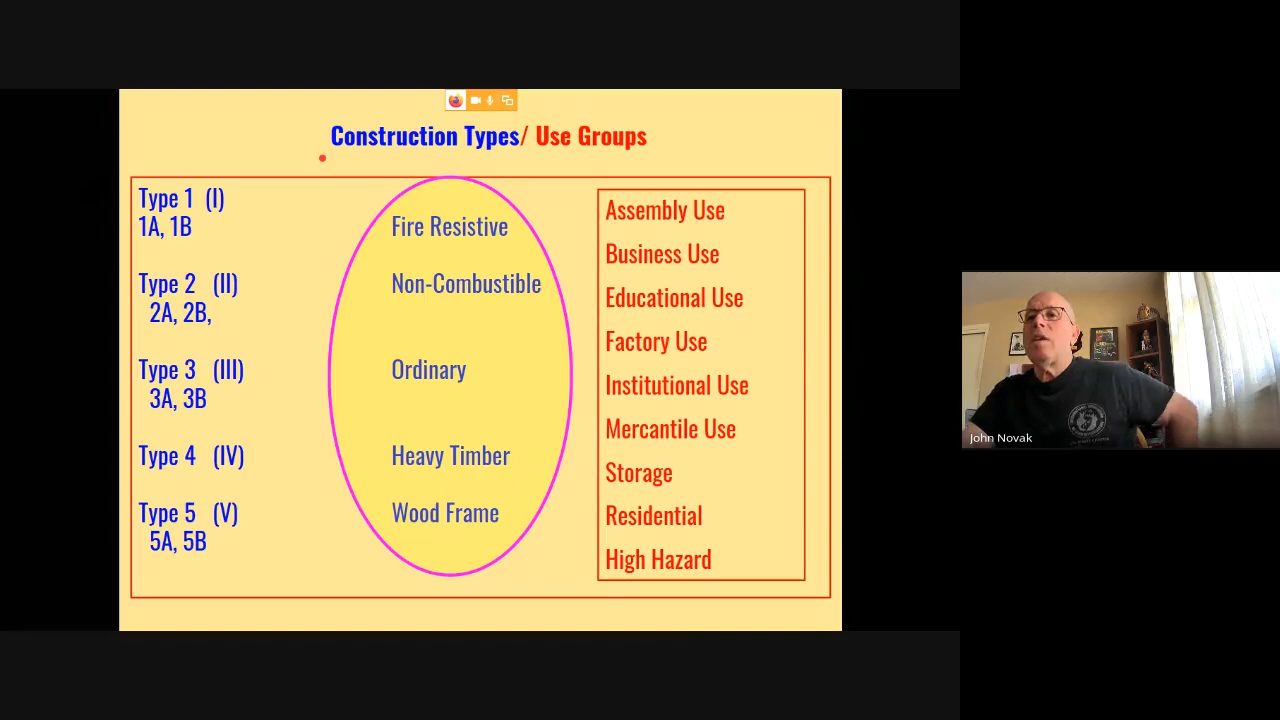 Construction Types/ Use Groups
Type 1 (I)
1A, 1B
Fire Resistive
Type 2 (II)
2A, 2B,
Non-Combustible
Type 3 (III)
3A, 3B
Ordinary
Type 4 (IV)
Heavy Timber
Type 5 (V)
5A, 5B
Wood Frame
Assembly Use
Business Use
Educational Use
Factory Use
Institutional Use
Mercantile Use
Storage
Residential
High Hazard
John Novak